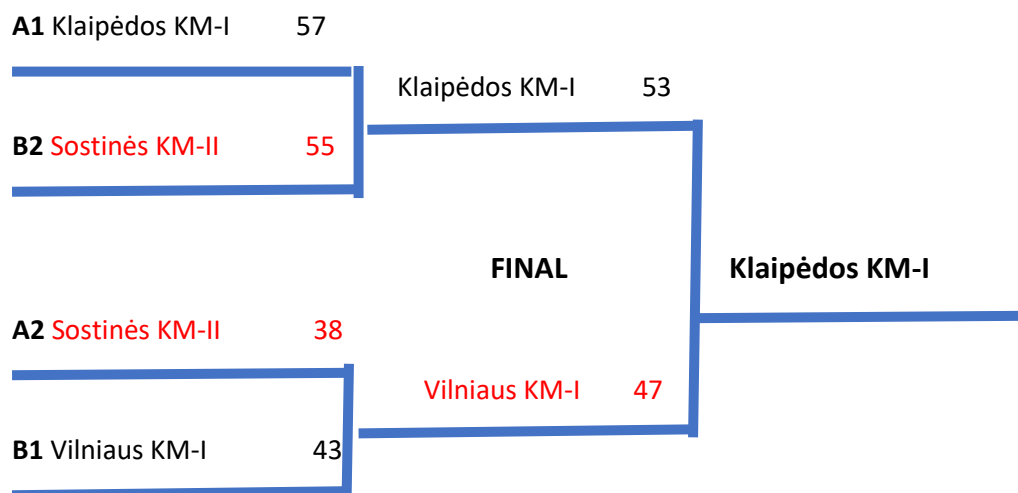 A1 Klaipėdos KM-I 57
Klaipėdos KM-I 53
B2 Sostinės KM-II 55
FINAL
Klaipėdos KM-I
A2 Sostinės KM-II 38
Vilniaus KM-I 47
B1 Vilniaus KM-I 43